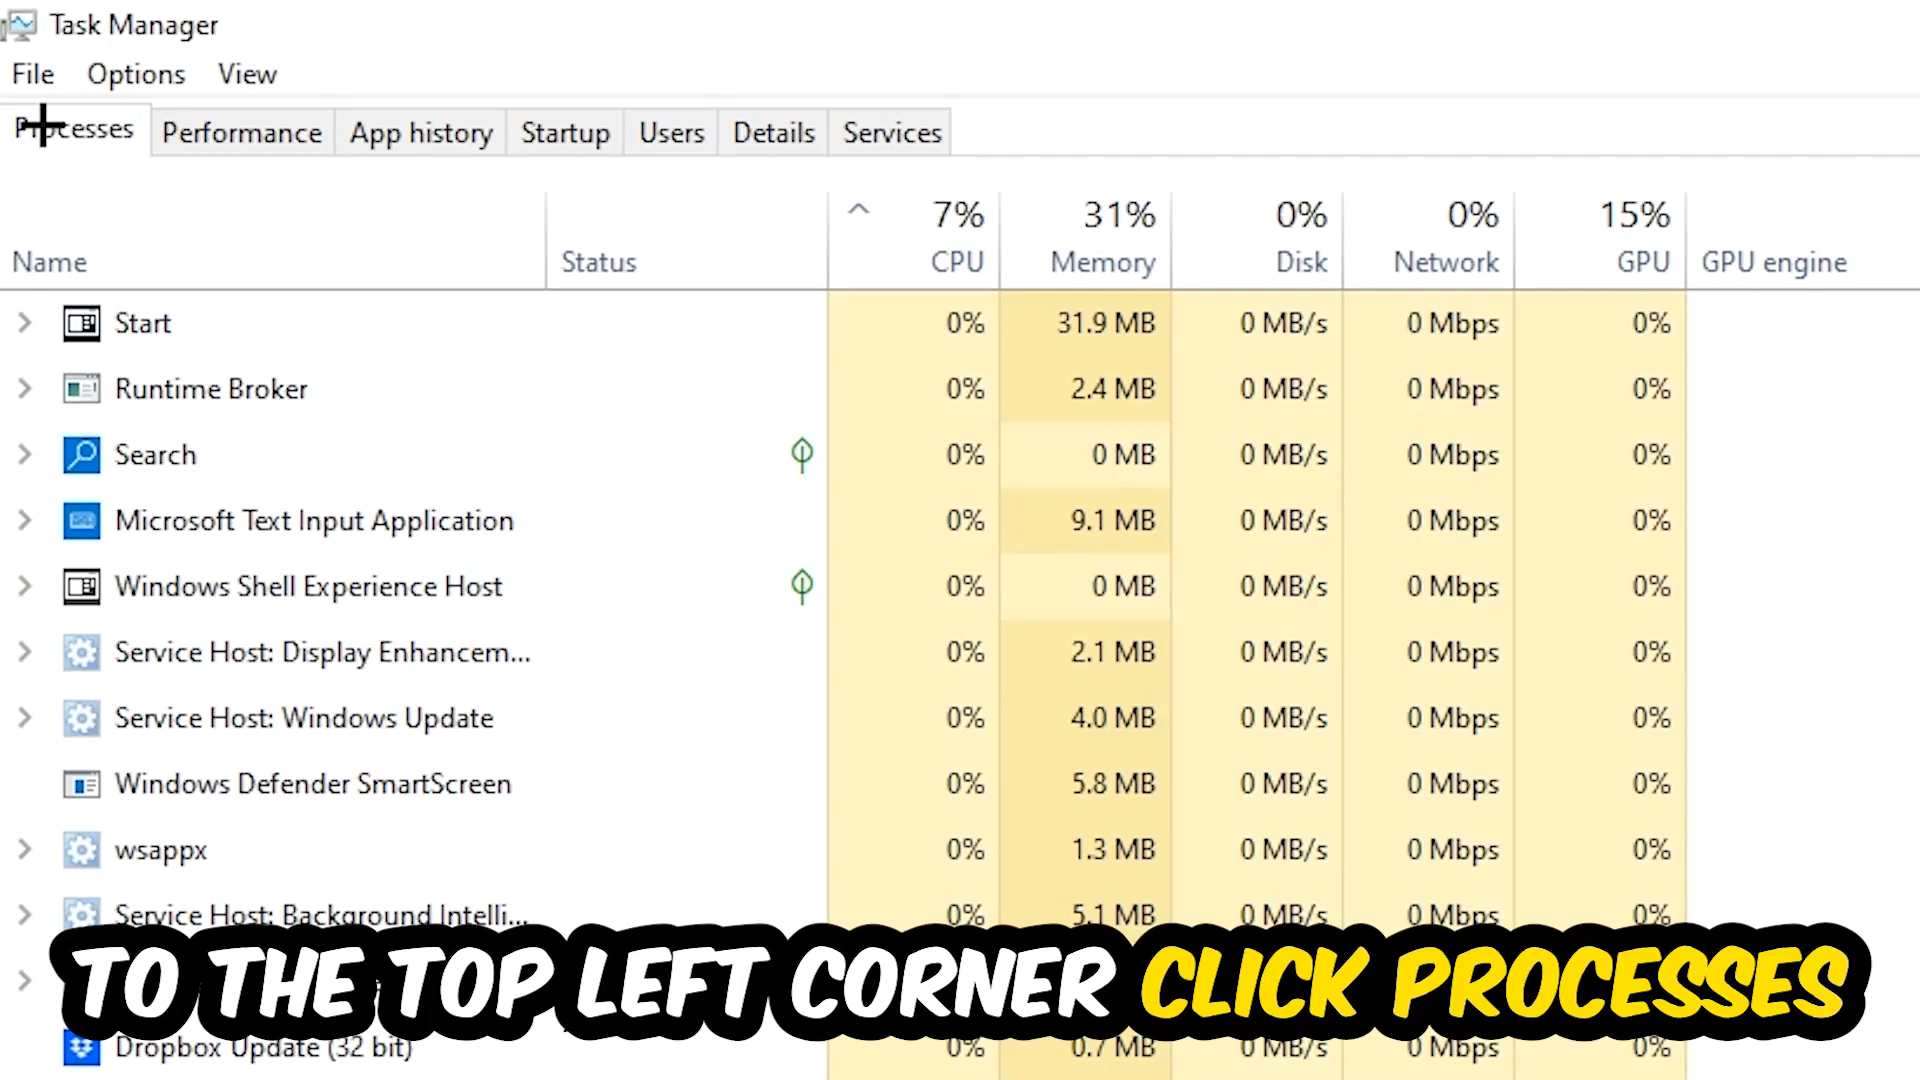 Task Manager
File Options View
Processes Performance App history Startup Users Details Services
7% 31% 0% 0% 15%
Name Status CPU Memory Disk Network GPU GPU engine
Start 0% 31.9 MB 0 MB/s 0 Mbps 0%
Runtime Broker 0% 2.4 MB 0 MB/s 0 Mbps 0%
Search 0% 0 MB 0 MB/s 0 Mbps 0%
Microsoft Text Input Application 0% 9.1 MB 0 MB/s 0 Mbps 0%
Windows Shell Experience Host 0% 0 MB 0 MB/s 0 Mbps 0%
Service Host: Display Enhancem... 0% 2.1 MB 0 MB/s 0 Mbps 0%
Service Host: Windows Update 0% 4.0 MB 0 MB/s 0 Mbps 0%
Windows Defender SmartScreen 0% 5.8 MB 0 MB/s 0 Mbps 0%
wsappx 0% 1.3 MB 0 MB/s 0 Mbps 0%
Service Host: Background Intelli... 0% 5.1 MB 0 MB/s 0 Mbps 0%
TO THE TOP LEFT CORNER CLICK PROCESSES
Dropbox Update (32 bit) 0% 0.7 MB 0 MB/s 0 Mbps 0%